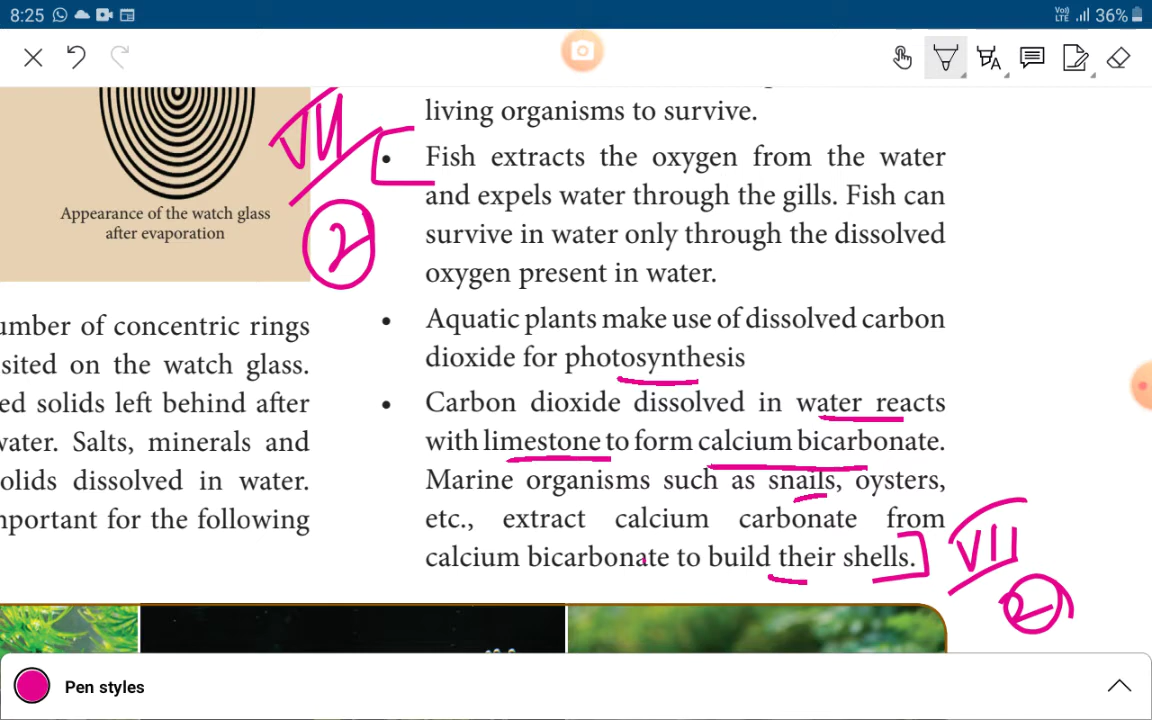 8:25
Vo)) LTE 36%
living organisms to survive.
• Fish extracts the oxygen from the water
and expels water through the gills. Fish can
survive in water only through the dissolved
oxygen present in water.
• Aquatic plants make use of dissolved carbon
dioxide for photosynthesis
• Carbon dioxide dissolved in water reacts
with limestone to form calcium bicarbonate.
Marine organisms such as snails, oysters,
etc., extract calcium carbonate from
calcium bicarbonate to build their shells.
VII
2
VII
2
Appearance of the watch glass
after evaporation
umber of concentric rings
sited on the watch glass.
ed solids left behind after
water. Salts, minerals and
olids dissolved in water.
mportant for the following
Pen styles